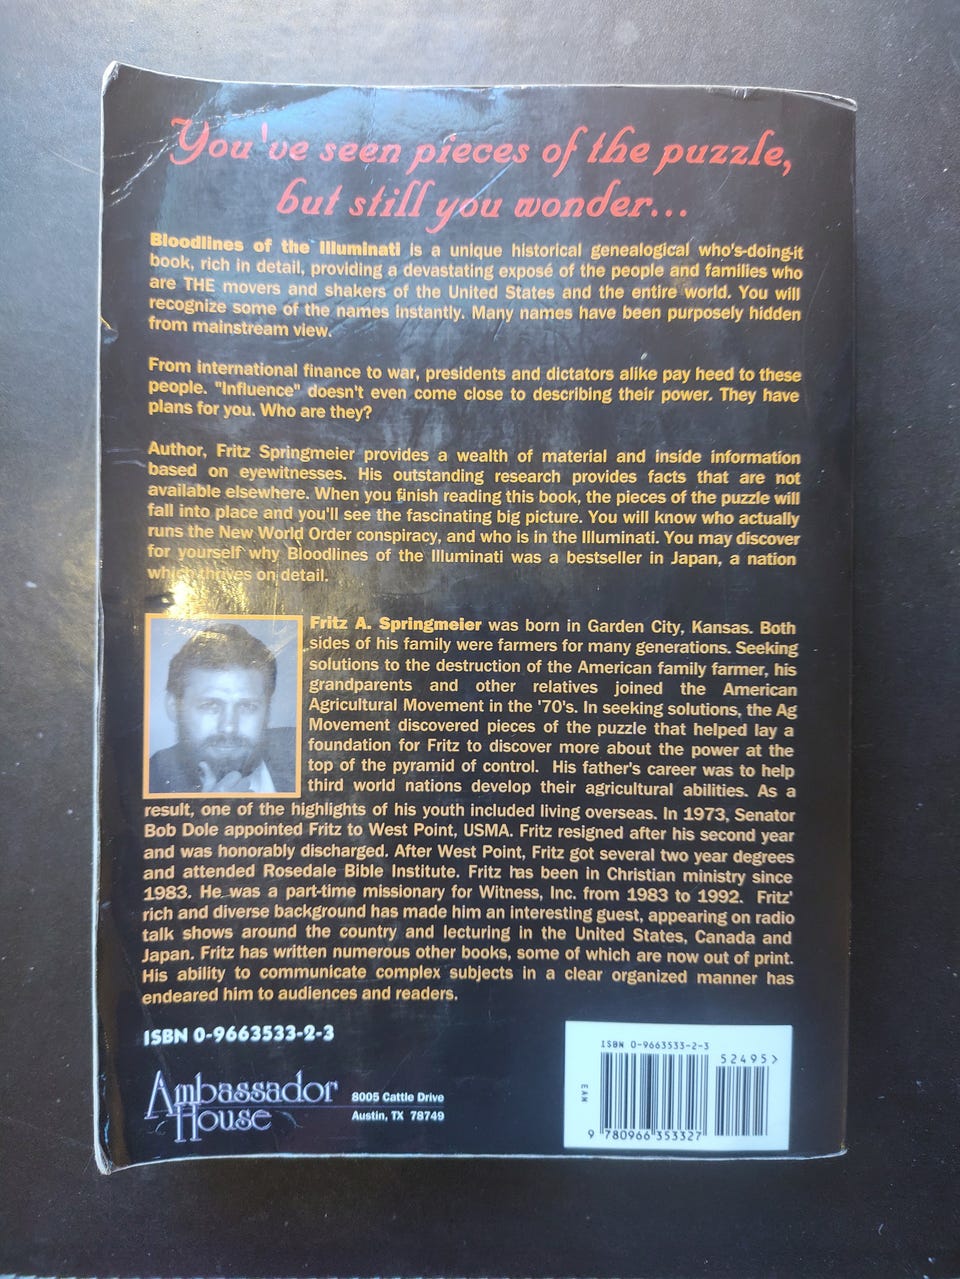 You've seen pieces of the puzzle,
but still you wonder...
Bloodlines of the Illuminati is a unique historical genealogical who's-doing-it
book, rich in detail, providing a devastating exposé of the people and families who
are THE movers and shakers of the United States and the entire world. You will
recognize some of the names instantly. Many names have been purposely hidden
from mainstream view.
From international finance to war, presidents and dictators alike pay heed to these
people. "Influence" doesn't even come close to describing their power. They have
plans for you. Who are they?
Author, Fritz Springmeier provides a wealth of material and inside information
based on eyewitnesses. His outstanding research provides facts that are not
available elsewhere. When you finish reading this book, the pieces of the puzzle will
fall into place and you'll see the fascinating big picture. You will know who actually
runs the New World Order conspiracy, and who is in the Illuminati. You may discover
for yourself why Bloodlines of the Illuminati was a bestseller in Japan, a nation
which thrives on detail.
Fritz A. Springmeier was born in Garden City, Kansas. Both
sides of his family were farmers for many generations. Seeking
solutions to the destruction of the American family farmer, his
grandparents and other relatives joined the American
Agricultural Movement in the '70's. In seeking solutions, the Ag
Movement discovered pieces of the puzzle that helped lay a
foundation for Fritz to discover more about the power at the
top of the pyramid of control. His father's career was to help
third world nations develop their agricultural abilities. As a
result, one of the highlights of his youth included living overseas. In 1973, Senator
Bob Dole appointed Fritz to West Point, USMA. Fritz resigned after his second year
and was honorably discharged. After West Point, Fritz got several two year degrees
and attended Rosedale Bible Institute. Fritz has been in Christian ministry since
1983. He was a part-time missionary for Witness, Inc. from 1983 to 1992. Fritz'
rich and diverse background has made him an interesting guest, appearing on radio
talk shows around the country and lecturing in the United States, Canada and
Japan. Fritz has written numerous other books, some of which are now out of print.
His ability to communicate complex subjects in a clear organized manner has
endeared him to audiences and readers.
ISBN 0-9663533-2-3
Ambassador
House
8005 Cattle Drive
Austin, TX 78749
ISBN 0-9663533-2-3
52495>
EAN
9 780966 353327